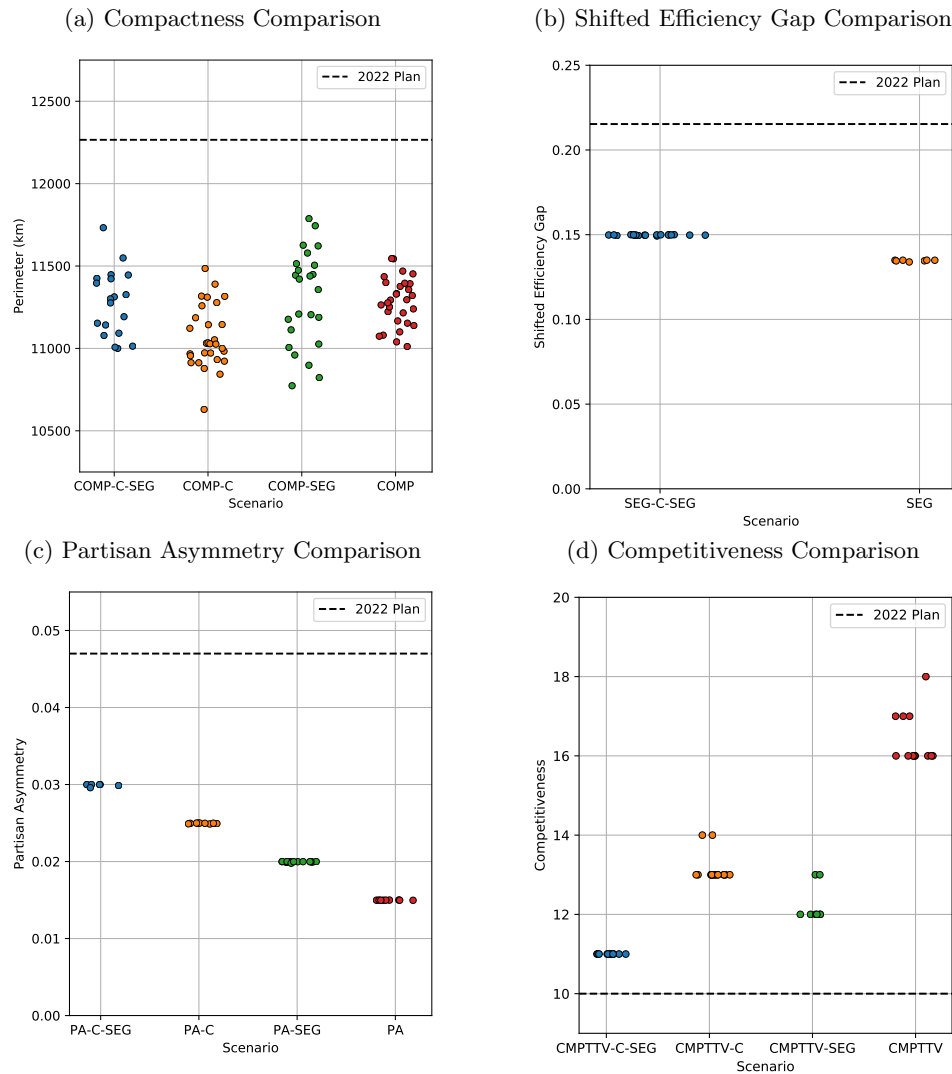 (a) Compactness Comparison
2022 Plan
12500
12000
11500
11000
10500
Perimeter (km)
COMP-C-SEG COMP-C COMP-SEG COMP
Scenario
(b) Shifted Efficiency Gap Comparison
2022 Plan
0.25
0.20
0.15
0.10
0.05
0.00
Shifted Efficiency Gap
SEG-C-SEG SEG
Scenario
(c) Partisan Asymmetry Comparison
2022 Plan
0.05
0.04
0.03
0.02
0.01
0.00
Partisan Asymmetry
PA-C-SEG PA-C PA-SEG PA
Scenario
(d) Competitiveness Comparison
2022 Plan
20
18
16
14
12
10
Competitiveness
CMPTTV-C-SEG CMPTTV-C CMPTTV-SEG CMPTTV
Scenario